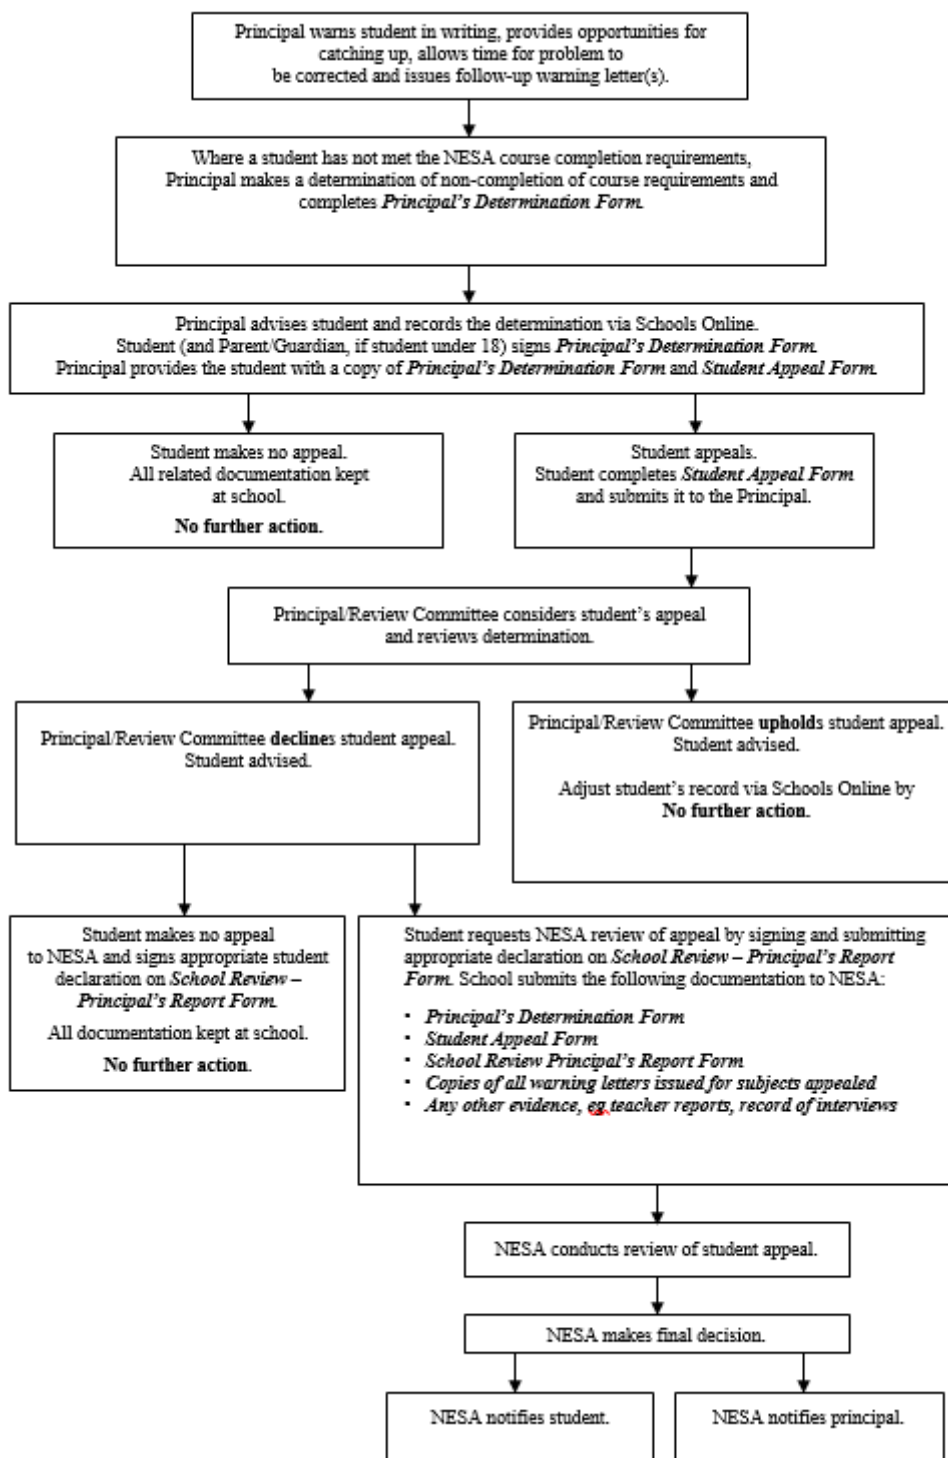 Principal warns student in writing, provides opportunities for
catching up, allows time for problem to
be corrected and issues follow-up warning letter(s).
Where a student has not met the NESA course completion requirements,
Principal makes a determination of non-completion of course requirements and
completes Principal's Determination Form.
Principal advises student and records the determination via Schools Online.
Student (and Parent/Guardian, if student under 18) signs Principal's Determination Form.
Principal provides the student with a copy of Principal's Determination Form and Student Appeal Form.
Student makes no appeal.
All related documentation kept
at school.
No further action.
Student appeals.
Student completes Student Appeal Form
and submits it to the Principal.
Principal/Review Committee considers student's appeal
and reviews determination.
Principal/Review Committee declines student appeal.
Student advised.
Principal/Review Committee upholds student appeal.
Student advised.
Adjust student's record via Schools Online by
No further action.
Student makes no appeal
to NESA and signs appropriate student
declaration on School Review –
Principal's Report Form.
All documentation kept at school.
No further action.
Student requests NESA review of appeal by signing and submitting
appropriate declaration on School Review – Principal's Report
Form. School submits the following documentation to NESA:
• Principal's Determination Form
• Student Appeal Form
• School Review Principal's Report Form
• Copies of all warning letters issued for subjects appealed
• Any other evidence, eg teacher reports, record of interviews
NESA conducts review of student appeal.
NESA makes final decision.
NESA notifies student.
NESA notifies principal.